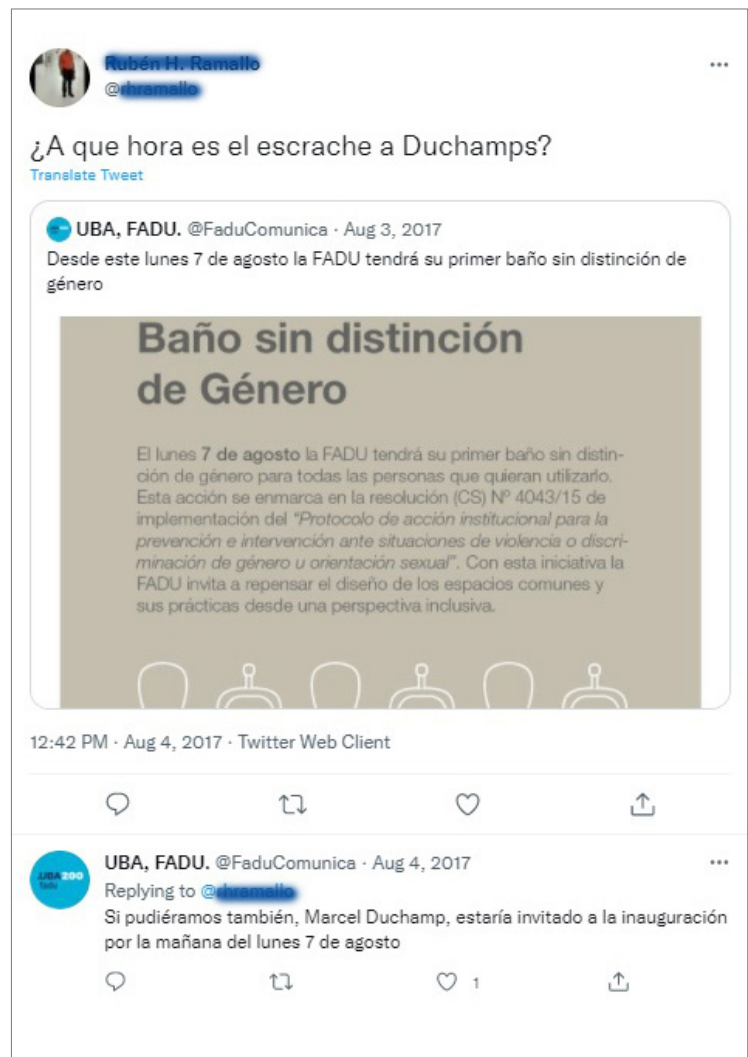 @
¿A que hora es el escrache a Duchamps?
Translate Tweet
UBA, FADU. @FaduComunica · Aug 3, 2017
Desde este lunes 7 de agosto la FADU tendrá su primer baño sin distinción de
género
Baño sin distinción
de Género
El lunes 7 de agosto la FADU tendrá su primer baño sin distin-
ción de género para todas las personas que quieran utilizarlo.
Esta acción se enmarca en la resolución (CS) Nº 4043/15 de
implementación del "Protocolo de acción institucional para la
prevención e intervención ante situaciones de violencia o discri-
minación de género u orientación sexual". Con esta iniciativa la
FADU invita a repensar el diseño de los espacios comunes y
sus prácticas desde una perspectiva inclusiva.
12:42 PM · Aug 4, 2017 · Twitter Web Client
.UBA200
fadu
UBA, FADU. @FaduComunica · Aug 4, 2017
Replying to @
Si pudiéramos también, Marcel Duchamp, estaría invitado a la inauguración
por la mañana del lunes 7 de agosto
1